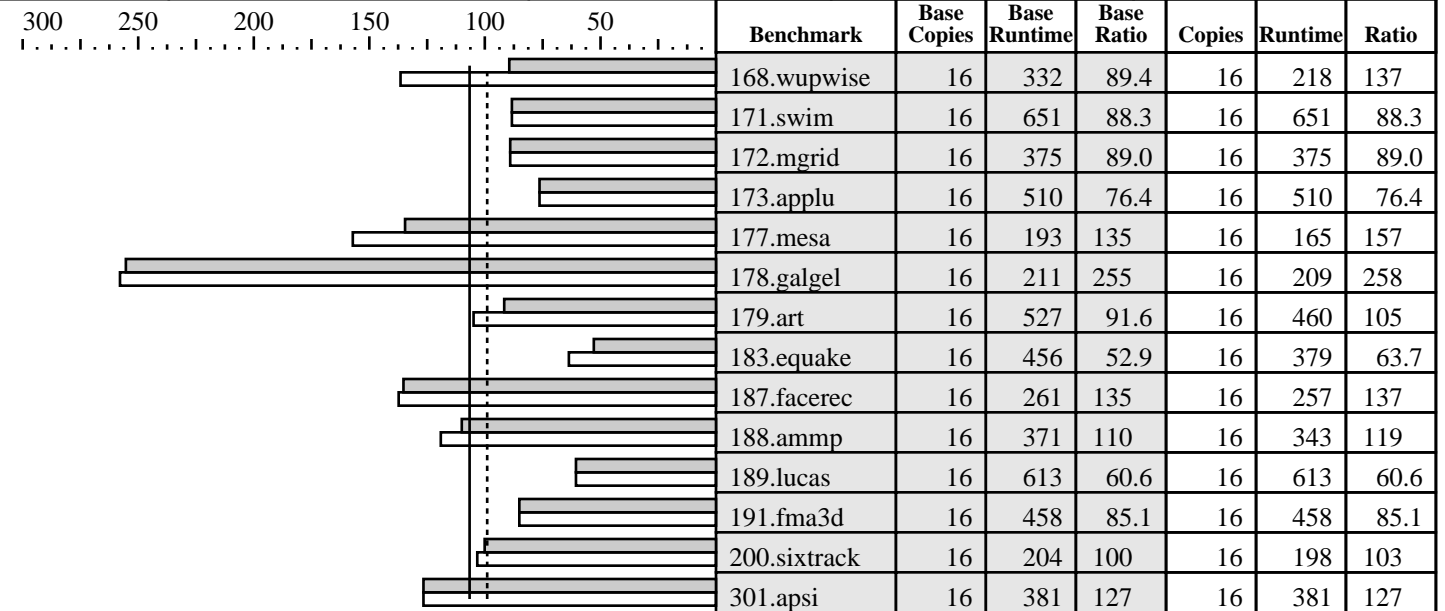 300 250 200 150 100 50
Benchmark Base Copies Base Runtime Base Ratio Copies Runtime Ratio
168.wupwise 16 332 89.4 16 218 137
171.swim 16 651 88.3 16 651 88.3
172.mgrid 16 375 89.0 16 375 89.0
173.applu 16 510 76.4 16 510 76.4
177.mesa 16 193 135 16 165 157
178.galgel 16 211 255 16 209 258
179.art 16 527 91.6 16 460 105
183.equake 16 456 52.9 16 379 63.7
187.facerec 16 261 135 16 257 137
188.ammp 16 371 110 16 343 119
189.lucas 16 613 60.6 16 613 60.6
191.fma3d 16 458 85.1 16 458 85.1
200.sixtrack 16 204 100 16 198 103
301.apsi 16 381 127 16 381 127